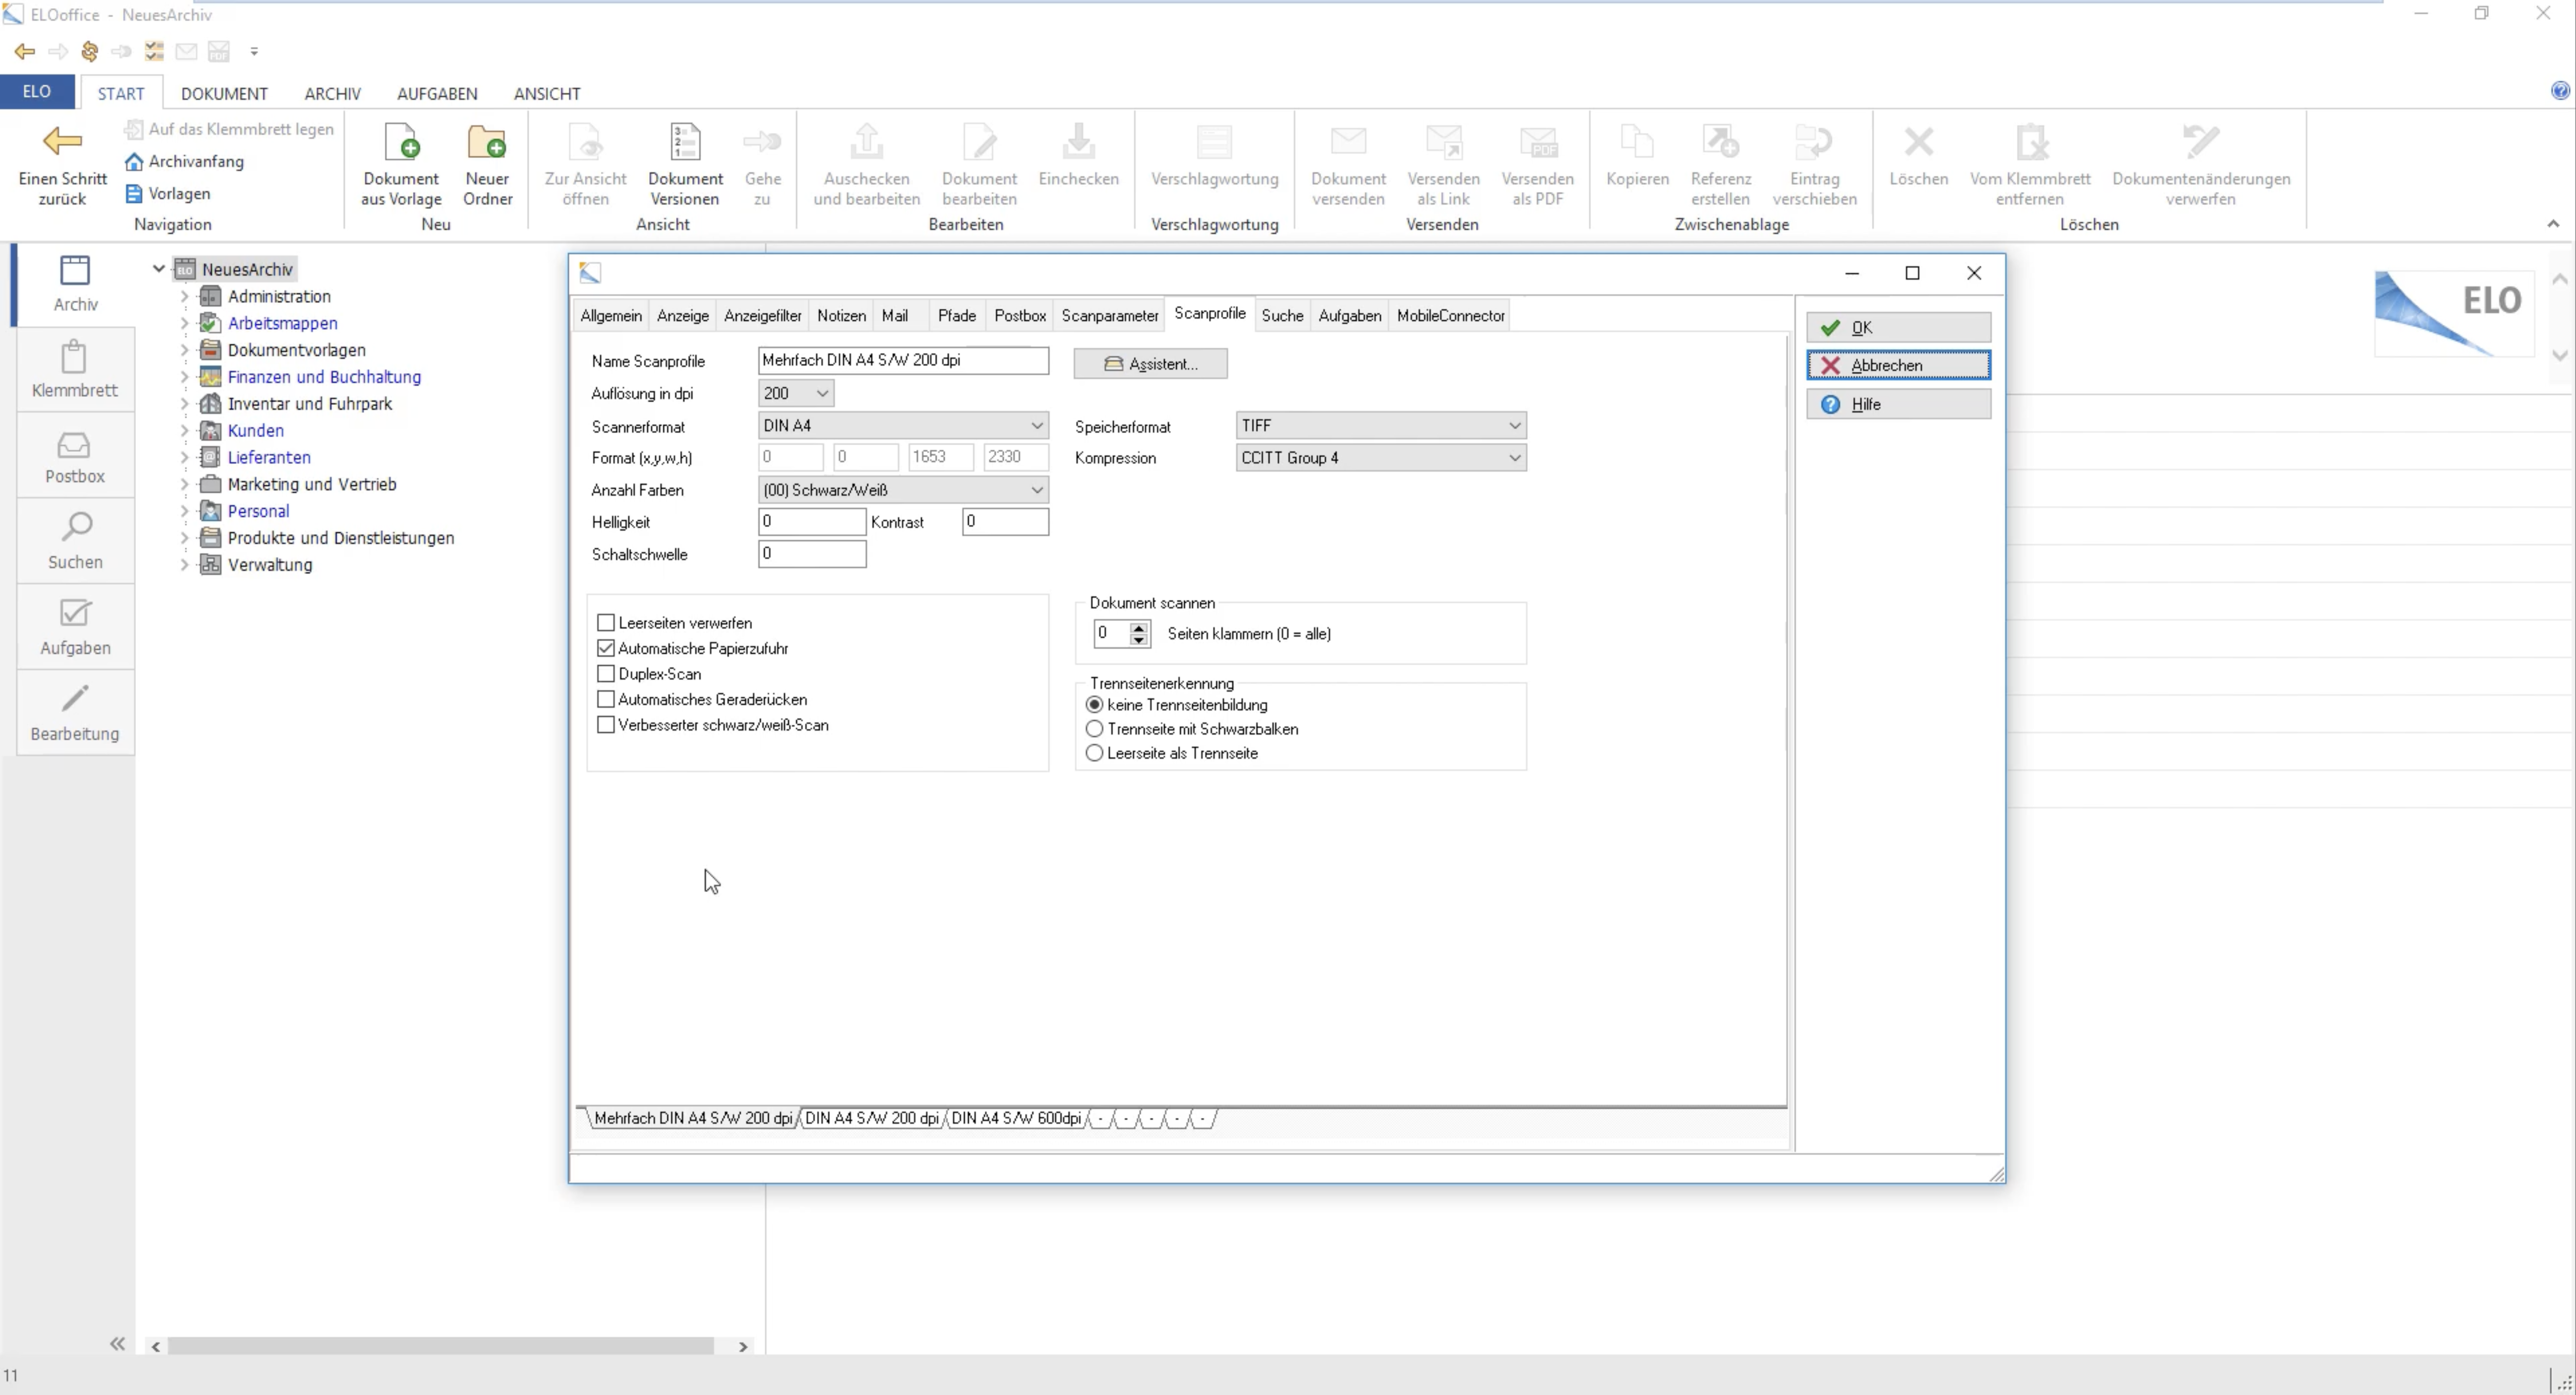 ELOoffice - NeuesArchiv
ELO START DOKUMENT ARCHIV AUFGABEN ANSICHT
Einen Schritt zurück
Auf das Klemmbrett legen
Archivanfang
Vorlagen
Navigation
Dokument aus Vorlage
Neuer Ordner
Neu
Zur Ansicht öffnen
Dokument Versionen
Gehe zu
Ansicht
Auschecken und bearbeiten
Dokument bearbeiten
Einchecken
Bearbeiten
Verschlagwortung
Verschlagwortung
Dokument versenden
Versenden als Link
PDF
Versenden als PDF
Versenden
Kopieren
Referenz erstellen
Eintrag verschieben
Zwischenablage
Löschen
Vom Klemmbrett entfernen
Dokumentenänderungen verwerfen
Löschen
Archiv
Klemmbrett
Postbox
Suchen
Aufgaben
Bearbeitung
NeuesArchiv
Administration
Arbeitsmappen
Dokumentvorlagen
Finanzen und Buchhaltung
Inventar und Fuhrpark
Kunden
Lieferanten
Marketing und Vertrieb
Personal
Produkte und Dienstleistungen
Verwaltung
Allgemein Anzeige Anzeigefilter Notizen Mail Pfade Postbox Scanparameter Scanprofile Suche Aufgaben MobileConnector
Name Scanprofile Mehrfach DIN A4 S/W 200 dpi Assistent...
Auflösung in dpi 200
Scannerformat DIN A4 Speicherformat TIFF
Format (x,y,w,h) 0 0 1653 2330 Kompression CCITT Group 4
Anzahl Farben (00) Schwarz/Weiß
Helligkeit 0 Kontrast 0
Schaltschwelle 0
Leerseiten verwerfen
Automatische Papierzufuhr
Duplex-Scan
Automatisches Geraderücken
Verbesserter schwarz/weiß-Scan
Dokument scannen
0 Seiten klammern (0 = alle)
Trennseitenerkennung
keine Trennseitenbildung
Trennseite mit Schwarzbalken
Leerseite als Trennseite
Mehrfach DIN A4 S/W 200 dpi DIN A4 S/W 200 dpi DIN A4 S/W 600dpi - - - - -
OK
Abbrechen
Hilfe
ELO
11